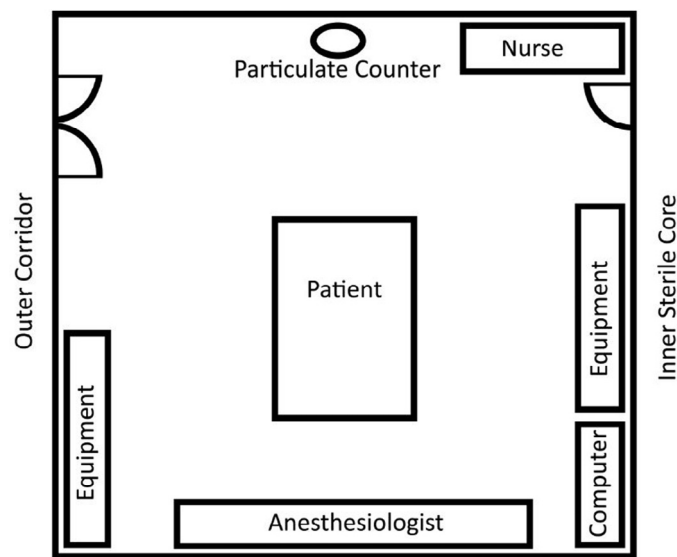 Nurse
Particulate Counter
Outer Corridor
Patient
Equipment
Inner Sterile Core
Equipment
Computer
Anesthesiologist